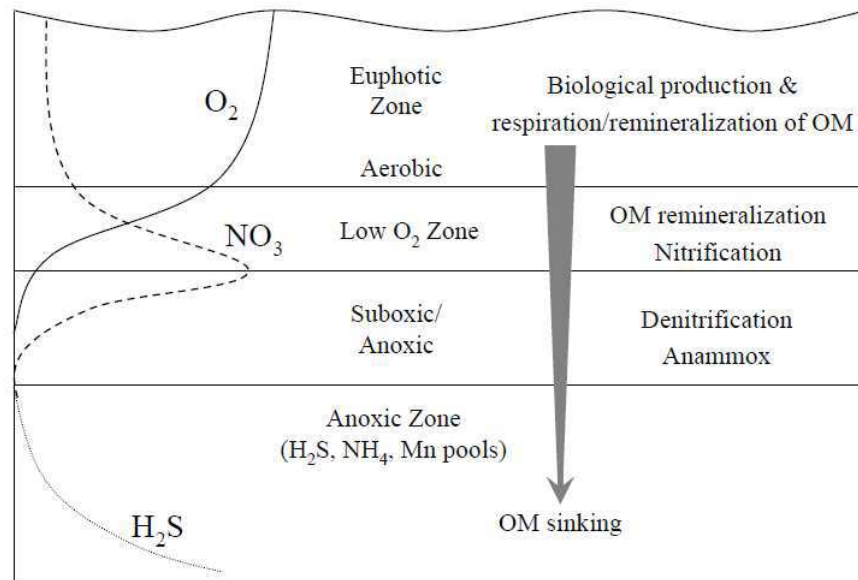 O₂
Euphotic
Zone
Biological production &
respiration/remineralization of OM
Aerobic
NO₃
Low O₂ Zone
OM remineralization
Nitrification
Suboxic/
Anoxic
Denitrification
Anammox
Anoxic Zone
(H₂S, NH₄, Mn pools)
H₂S
OM sinking